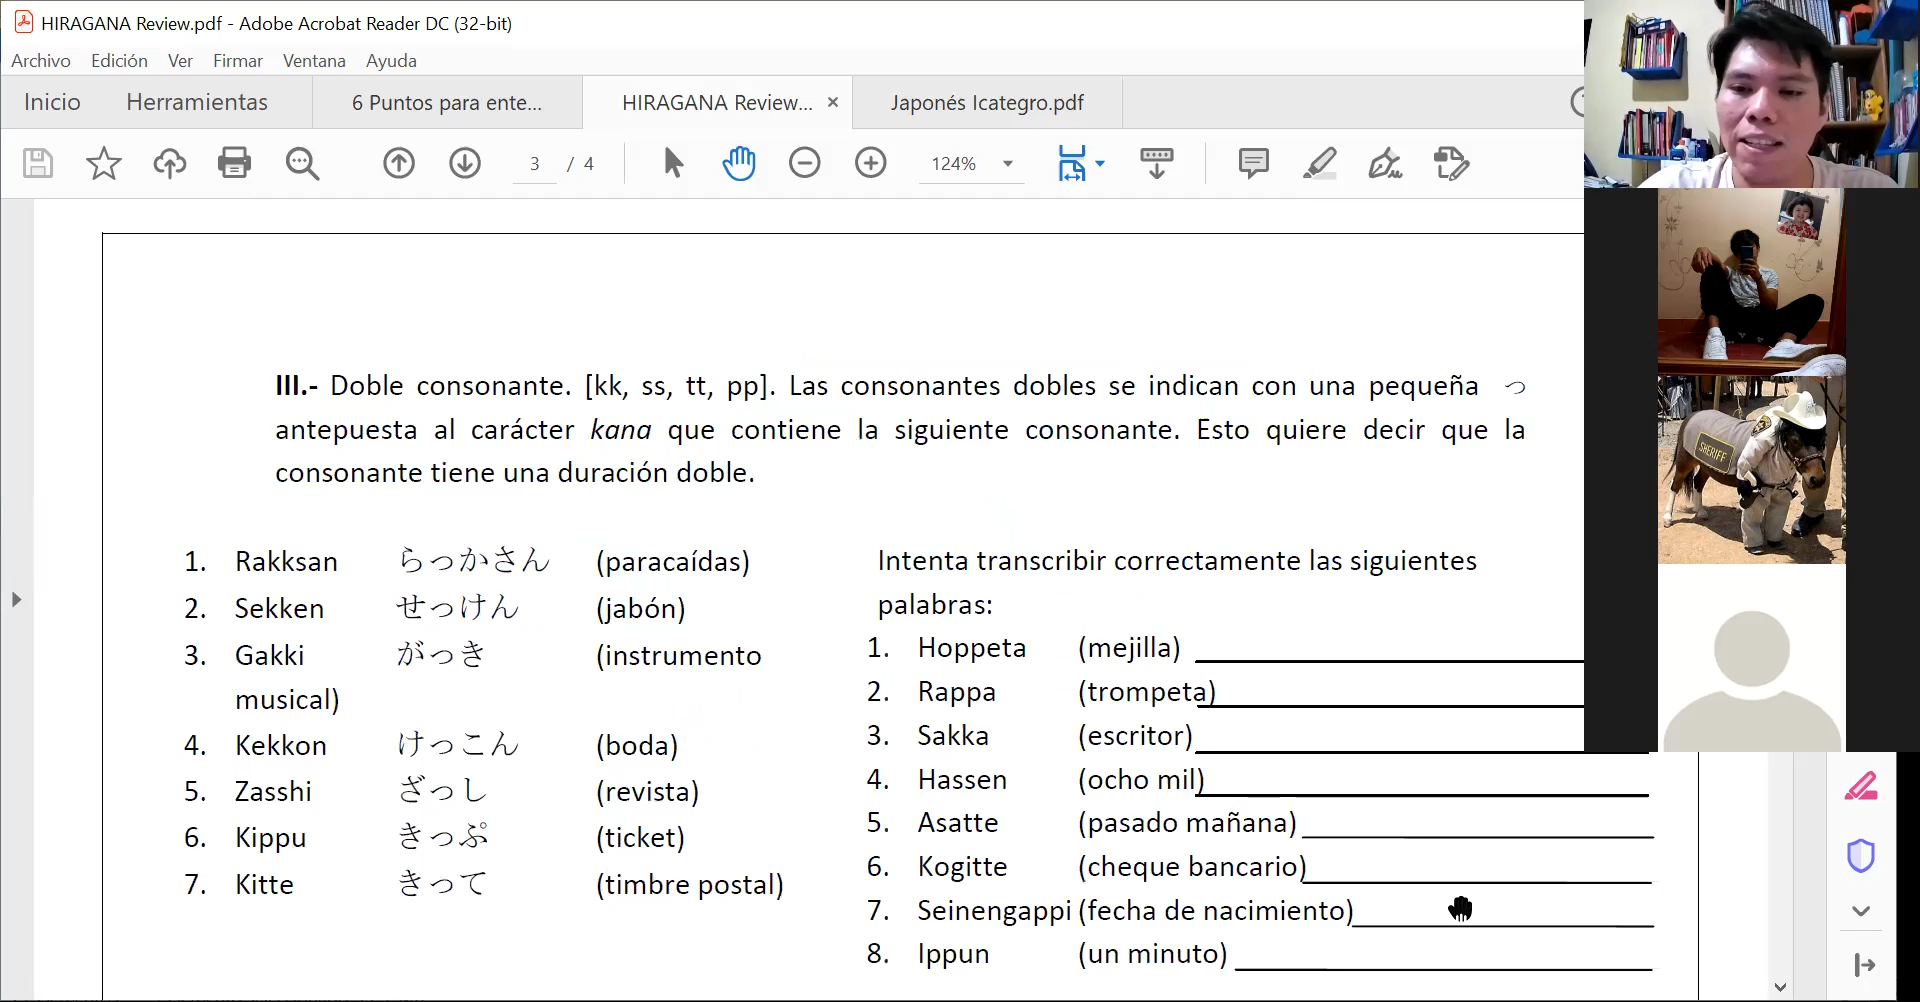 HIRAGANA Review.pdf - Adobe Acrobat Reader DC (32-bit)
Archivo Edición Ver Firmar Ventana Ayuda
Inicio Herramientas 6 Puntos para ente... HIRAGANA Review... × Japonés Icategro.pdf
3 / 4 124%
III.- Doble consonante. [kk, ss, tt, pp]. Las consonantes dobles se indican con una pequeña っ
antepuesta al carácter kana que contiene la siguiente consonante. Esto quiere decir que la
consonante tiene una duración doble.
1. Rakksan らっかさん (paracaídas)
2. Sekken せっけん (jabón)
3. Gakki がっき (instrumento
musical)
4. Kekkon けっこん (boda)
5. Zasshi ざっし (revista)
6. Kippu きっぷ (ticket)
7. Kitte きって (timbre postal)
Intenta transcribir correctamente las siguientes
palabras:
1. Hoppeta (mejilla)
2. Rappa (trompeta)
3. Sakka (escritor)
4. Hassen (ocho mil)
5. Asatte (pasado mañana)
6. Kogitte (cheque bancario)
7. Seinengappi (fecha de nacimiento)
8. Ippun (un minuto)
SHERIFF